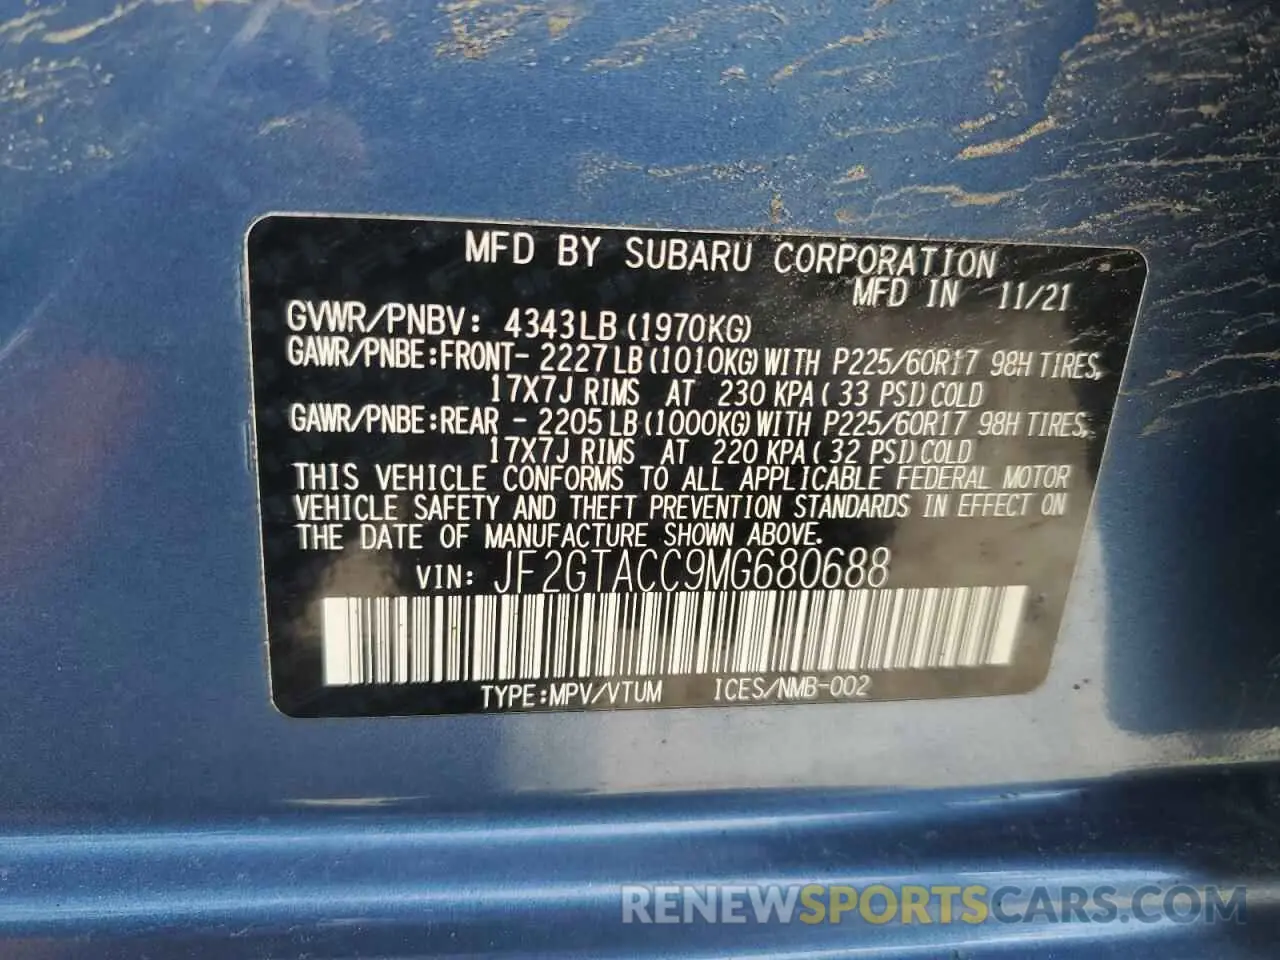 MFD BY SUBARU CORPORATION
MFD IN 11/21
GVWR/PNBV: 4343LB(1970KG)
GAWR/PNBE:FRONT- 2227LB(1010KG)WITH P225/60R17 98H TIRES,
17X7J RIMS AT 230 KPA( 33 PSI)COLD
GAWR/PNBE:REAR - 2205LB(1000KG)WITH P225/60R17 98H TIRES,
17X7J RIMS AT 220 KPA( 32 PSI)COLD
THIS VEHICLE CONFORMS TO ALL APPLICABLE FEDERAL MOTOR
VEHICLE SAFETY AND THEFT PREVENTION STANDARDS IN EFFECT ON
THE DATE OF MANUFACTURE SHOWN ABOVE.
VIN: JF2GTACC9MG680688
TYPE:MPV/VTUM ICES/NMB-002
RENEWSPORTSCARS.COM